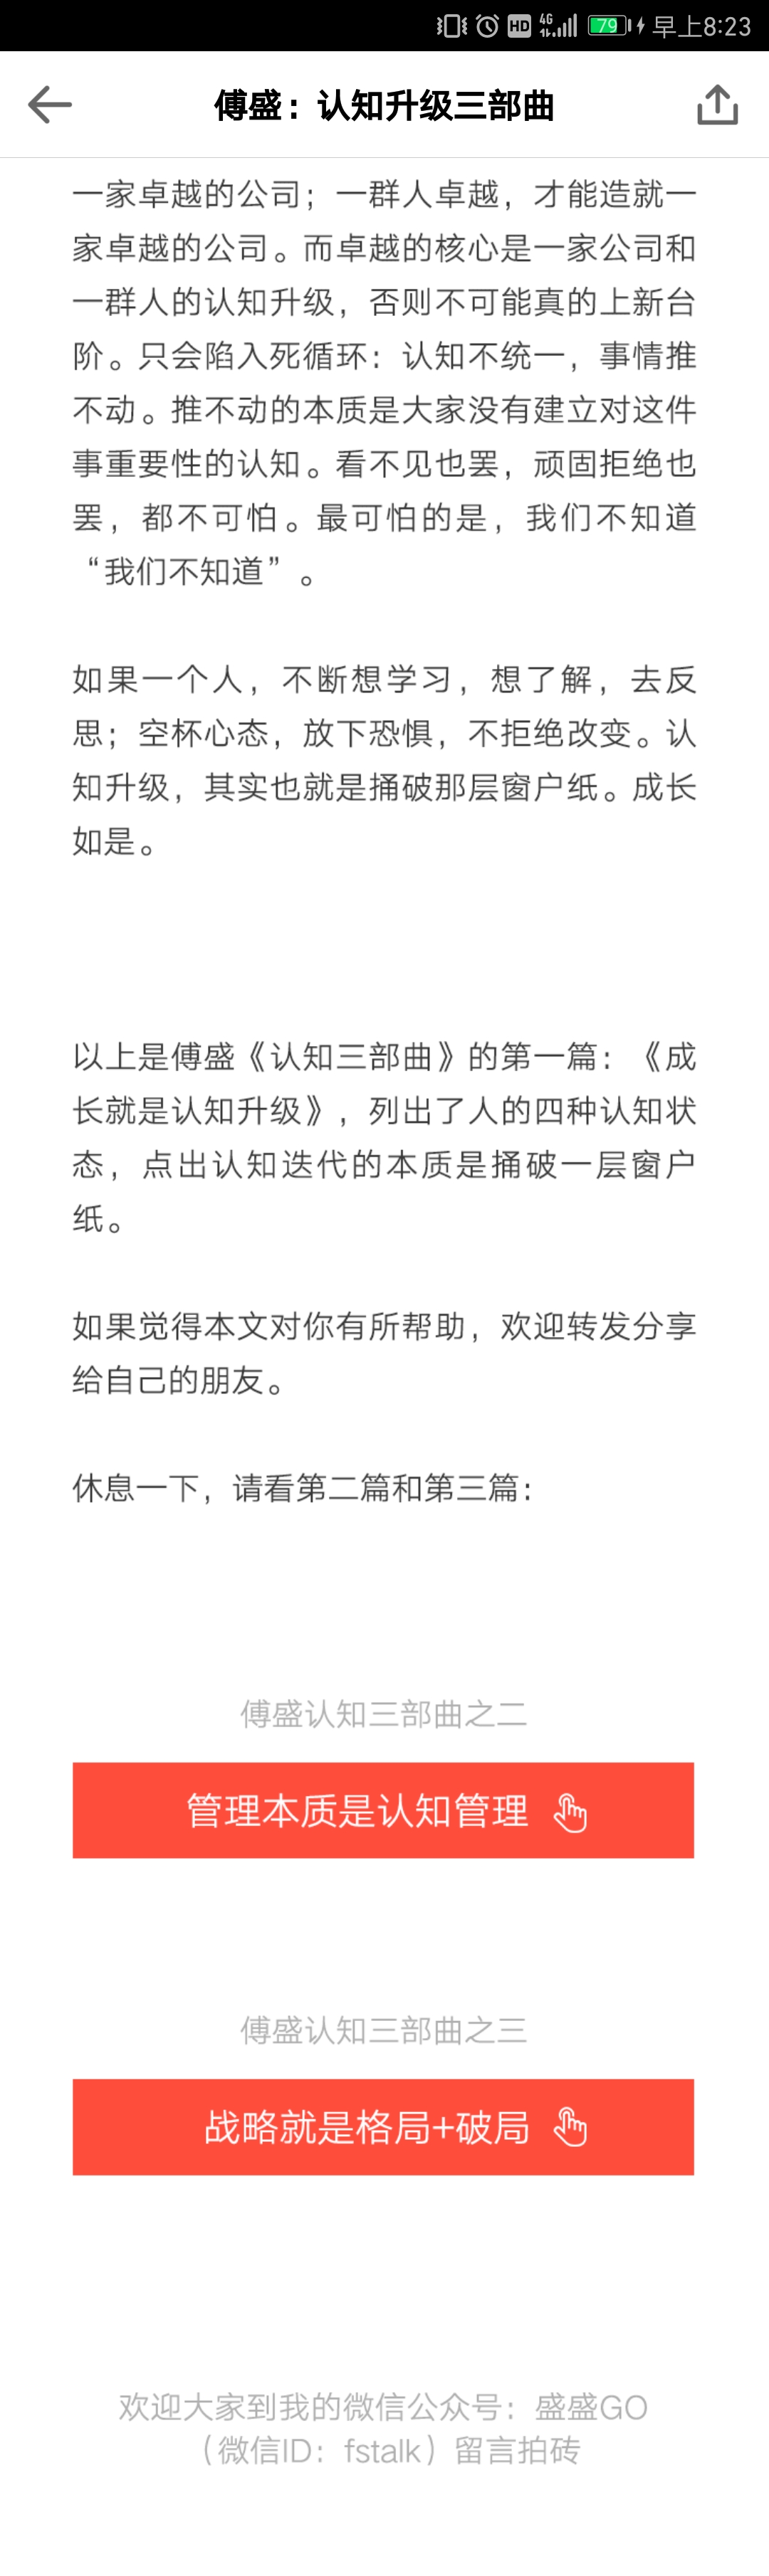 HD 4G 79 早上8:23
傅盛：认知升级三部曲
一家卓越的公司；一群人卓越，才能造就一
家卓越的公司。而卓越的核心是一家公司和
一群人的认知升级，否则不可能真的上新台
阶。只会陷入死循环：认知不统一，事情推
不动。推不动的本质是大家没有建立对这件
事重要性的认知。看不见也罢，顽固拒绝也
罢，都不可怕。最可怕的是，我们不知道
“我们不知道”。
如果一个人，不断想学习，想了解，去反
思；空杯心态，放下恐惧，不拒绝改变。认
知升级，其实也就是捅破那层窗户纸。成长
如是。
以上是傅盛《认知三部曲》的第一篇：《成
长就是认知升级》，列出了人的四种认知状
态，点出认知迭代的本质是捅破一层窗户
纸。
如果觉得本文对你有所帮助，欢迎转发分享
给自己的朋友。
休息一下，请看第二篇和第三篇：
傅盛认知三部曲之二
管理本质是认知管理
傅盛认知三部曲之三
战略就是格局+破局
欢迎大家到我的微信公众号：盛盛GO
（微信ID：fstalk）留言拍砖